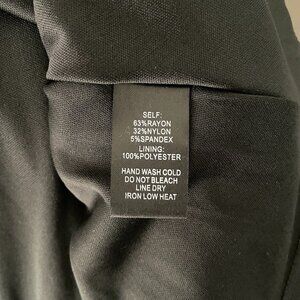 SELF:
63%RAYON
32%NYLON
5%SPANDEX
LINING:
100%POLYESTER
HAND WASH COLD
DO NOT BLEACH
LINE DRY
IRON LOW HEAT